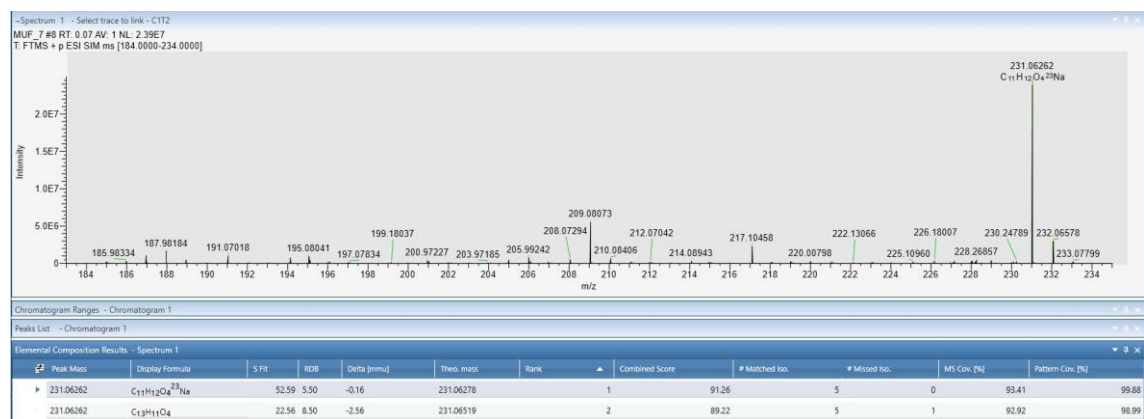 ~Spectrum 1 - Select trace to link - C1T2
MUF_7 #8 RT: 0.07 AV: 1 NL: 2.39E7
T: FTMS + p ESI SIM ms [184.0000-234.0000]
231.06262
C₁₁H₁₂O₄²³Na
2.0E7
1.5E7
1.0E7
5.0E6
0
Intensity
209.08073
208.07294
199.18037
212.07042
217.10458
222.13066
226.18007
230.24789
232.06578
185.98334
187.98184
191.07018
195.08041
197.07834
200.97227
203.97185
205.99242
210.08406
214.08943
220.00798
225.10960
228.26857
233.07799
184 186 188 190 192 194 196 198 200 202 204 206 208 210 212 214 216 218 220 222 224 226 228 230 232 234
m/z
Chromatogram Ranges - Chromatogram 1
Peaks List - Chromatogram 1
Elemental Composition Results - Spectrum 1
Peak Mass Display Formula S Fit RDB Delta [mmu] Theo. mass Rank Combined Score # Matched Iso. # Missed Iso. MS Cov. [%] Pattern Cov. [%]
231.06262 C₁₁H₁₂O₄²³Na 52.59 5.50 -0.16 231.06278 1 91.26 5 0 93.41 99.88
231.06262 C₁₃H₁₁O₄ 22.56 8.50 -2.56 231.06519 2 89.22 5 1 92.92 98.99